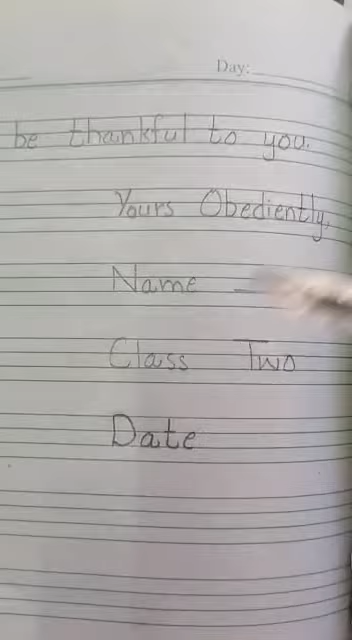 Day:
be thankful to you.
Yours Obediently,
Name
Class Two
Date